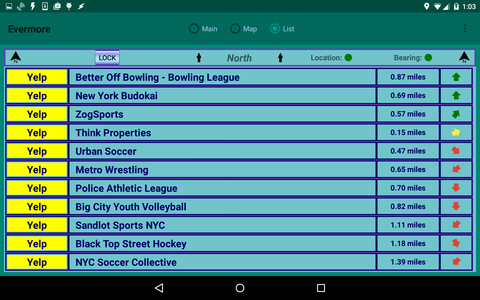 1:03
Evermore Main Map List
LOCK North Location: Bearing:
Yelp Better Off Bowling - Bowling League 0.87 miles
Yelp New York Budokai 0.69 miles
Yelp ZogSports 0.57 miles
Yelp Think Properties 0.15 miles
Yelp Urban Soccer 0.47 miles
Yelp Metro Wrestling 0.65 miles
Yelp Police Athletic League 0.70 miles
Yelp Big City Youth Volleyball 0.82 miles
Yelp Sandlot Sports NYC 1.11 miles
Yelp Black Top Street Hockey 1.18 miles
Yelp NYC Soccer Collective 1.39 miles